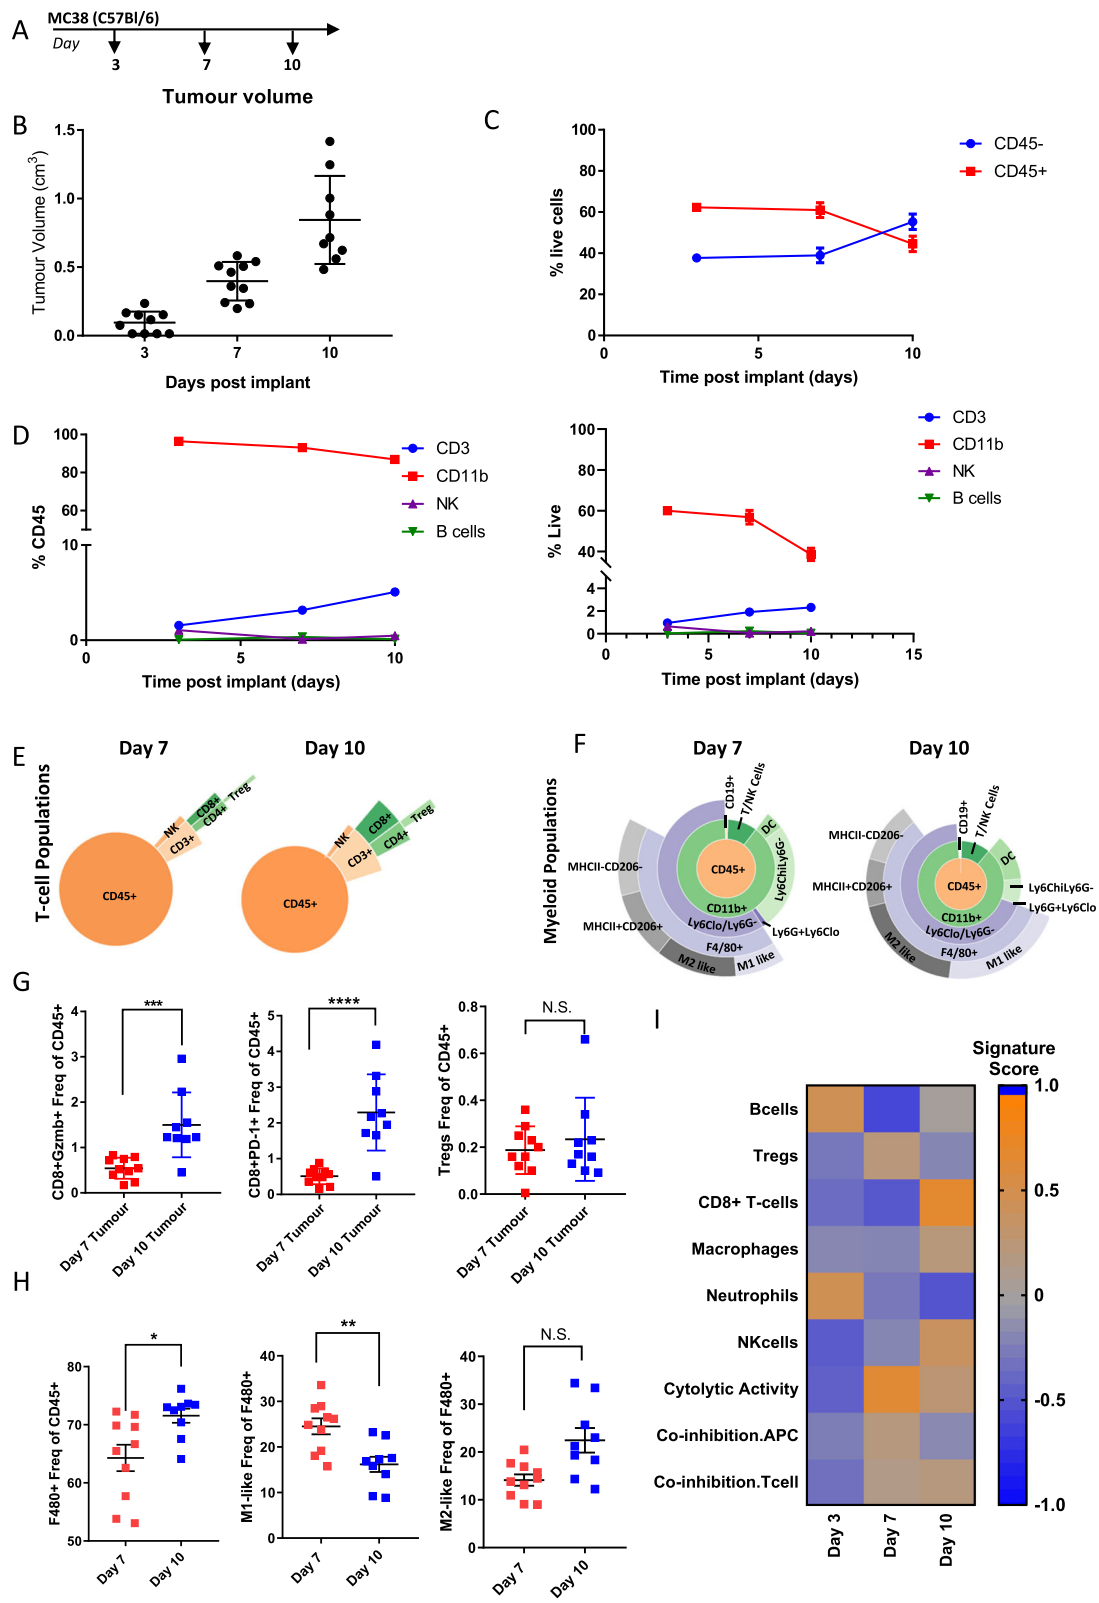 A
MC38 (C57Bl/6)
Day
3
7
10
Tumour volume
B
Tumour Volume (cm3)
1.5
1.0
0.5
0.0
3
7
10
Days post implant
C
% live cells
100
80
60
40
20
0
0
5
10
Time post implant (days)
CD45-
CD45+
D
% CD45
100
80
60
10
0
0
5
10
Time post implant (days)
CD3
CD11b
NK
B cells
% Live
100
80
60
40
4
2
0
0
5
10
15
Time post implant (days)
CD3
CD11b
NK
B cells
E
T-cell Populations
Day 7
CD45+
NK
CD3+
CD8+
CD4+
Treg
Day 10
CD45+
NK
CD3+
CD8+
CD4+
Treg
F
Myeloid Populations
Day 7
CD19+
T/NK Cells
DC
Ly6ChiLy6G-
MHCII-CD206-
CD45+
CD11b+
Ly6Clo/Ly6G-
Ly6G+Ly6Clo
MHCII+CD206+
F4/80+
M2 like
M1 like
Day 10
CD19+
T/NK Cells
MHCII-CD206-
DC
MHCII+CD206+
CD45+
Ly6ChiLy6G-
Ly6G+Ly6Clo
CD11b+
Ly6Clo/Ly6G-
F4/80+
M2 like
M1 like
G
CD8+Gzmb+ Freq of CD45+
4
3
2
1
0
***
Day 7 Tumour
Day 10 Tumour
CD8+PD-1+ Freq of CD45+
5
4
3
2
1
0
****
Day 7 Tumour
Day 10 Tumour
Tregs Freq of CD45+
0.8
0.6
0.4
0.2
0.0
N.S.
Day 7 Tumour
Day 10 Tumour
H
F480+ Freq of CD45+
80
70
60
50
*
Day 7
Day 10
M1-like Freq of F480+
40
30
20
10
0
**
Day 7
Day 10
M2-like Freq of F480+
40
30
20
10
0
N.S.
Day 7
Day 10
I
Signature
Score
Bcells
Tregs
CD8+ T-cells
Macrophages
Neutrophils
NKcells
Cytolytic Activity
Co-inhibition.APC
Co-inhibition.Tcell
Day 3
Day 7
Day 10
1.0
0.5
0
-0.5
-1.0